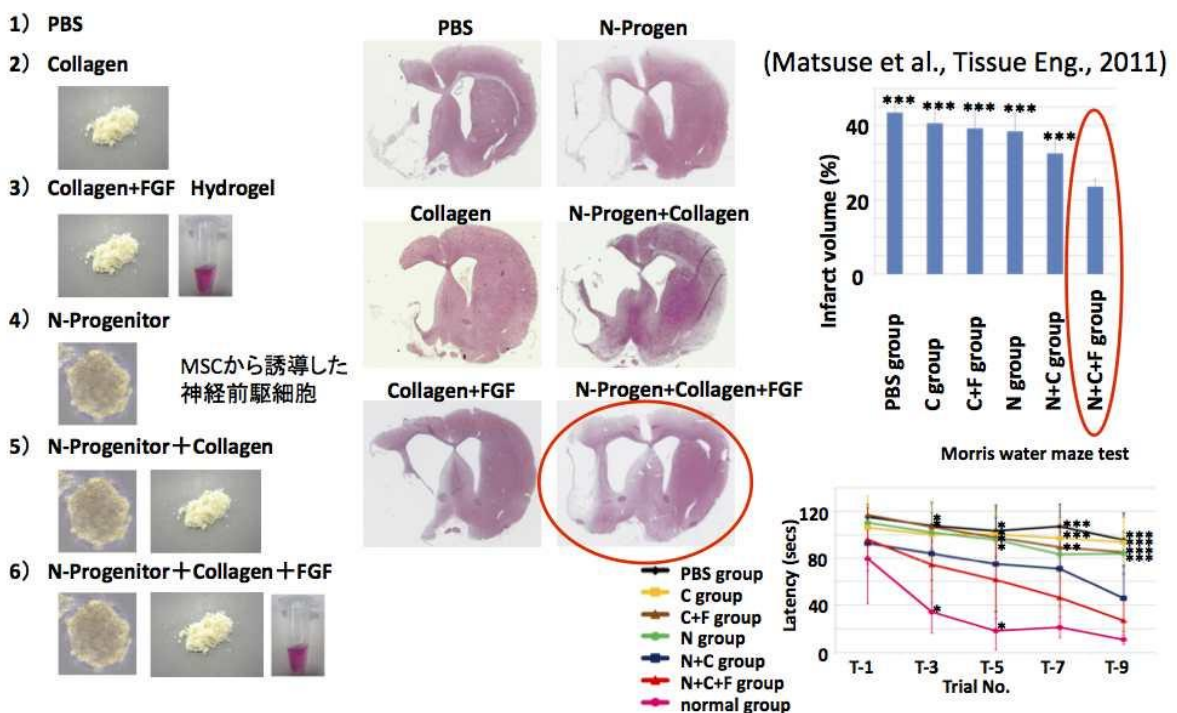 1) PBS
2) Collagen
3) Collagen+FGF Hydrogel
4) N-Progenitor
MSCから誘導した
神経前駆細胞
5) N-Progenitor＋Collagen
6) N-Progenitor＋Collagen＋FGF
PBS
N-Progen
Collagen
N-Progen+Collagen
Collagen+FGF
N-Progen+Collagen+FGF
(Matsuse et al., Tissue Eng., 2011)
Infarct volume (%)
40
20
0
*** *** *** *** ***
PBS group
C group
C+F group
N group
N+C group
N+C+F group
Morris water maze test
Latency (secs)
120
80
40
0
T-1 T-3 T-5 T-7 T-9
Trial No.
PBS group
C group
C+F group
N group
N+C group
N+C+F group
normal group